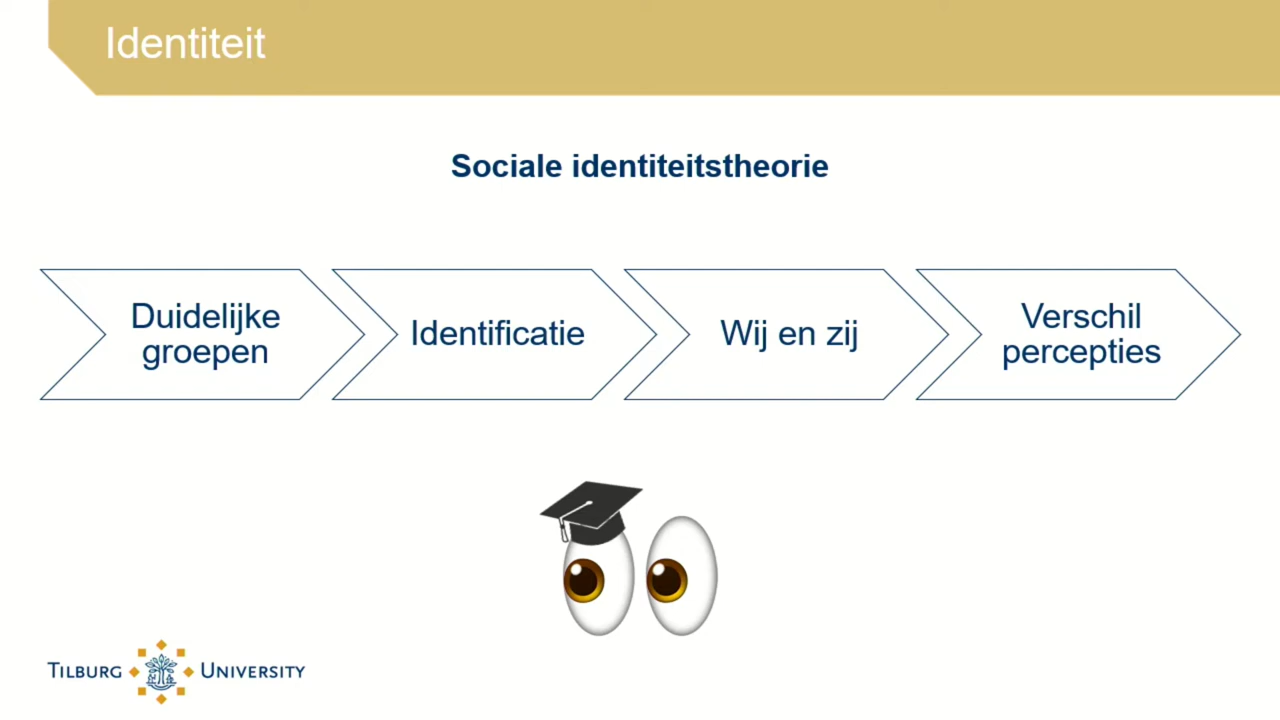 Identiteit
Sociale identiteitstheorie
Duidelijke
groepen
Identificatie
Wij en zij
Verschil
percepties
TILBURG UNIVERSITY